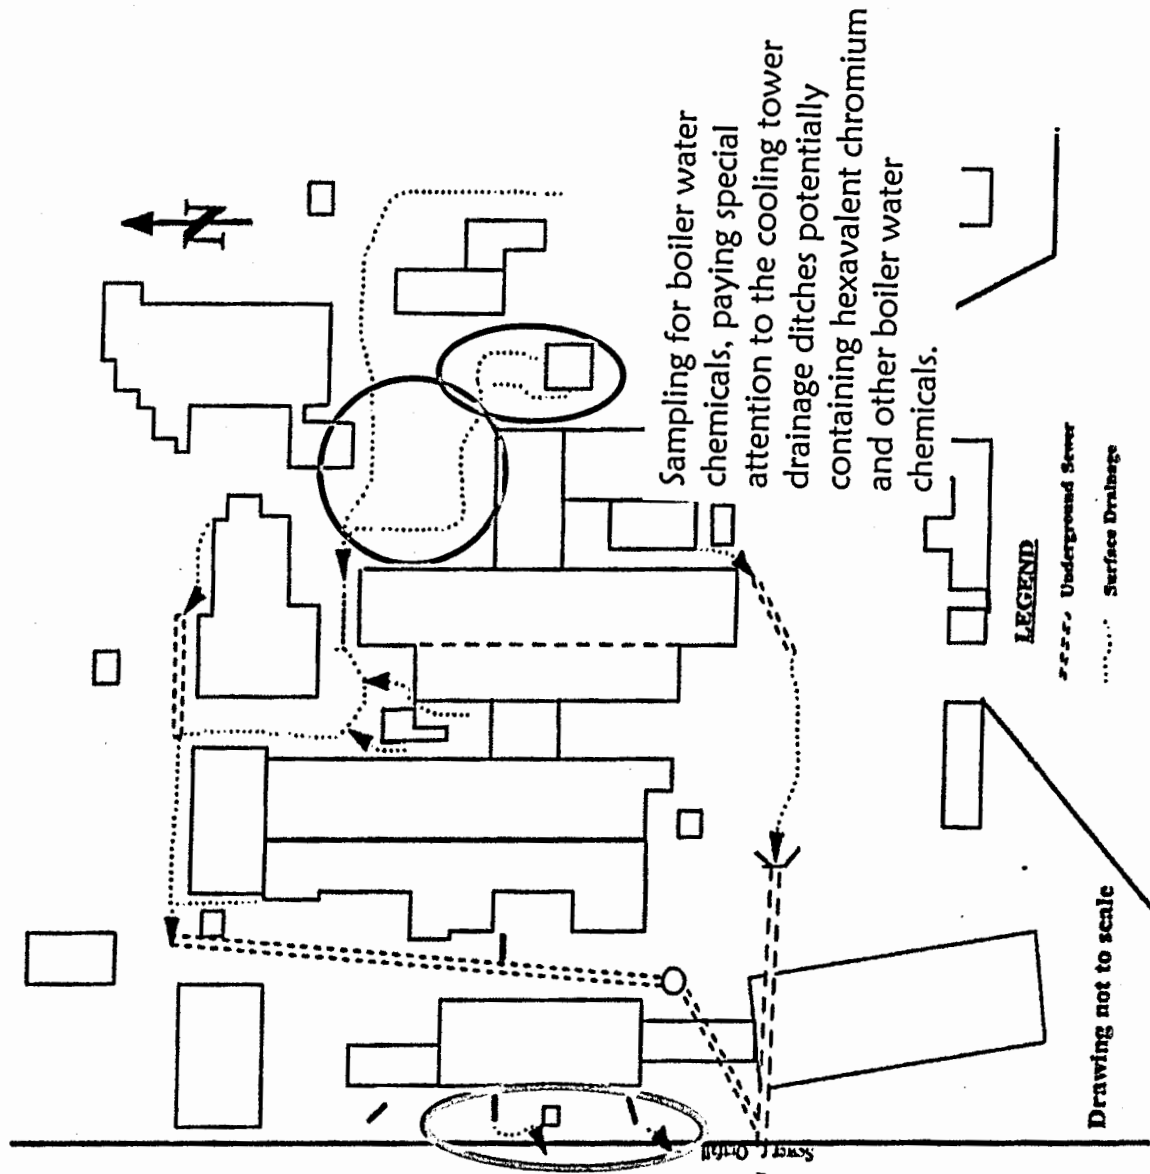 N
Sampling for boiler water
chemicals, paying special
attention to the cooling tower
drainage ditches potentially
containing hexavalent chromium
and other boiler water
chemicals.
LEGEND
Underground Sewer
Surface Drainage
Drawing not to scale
Sewer Outfall